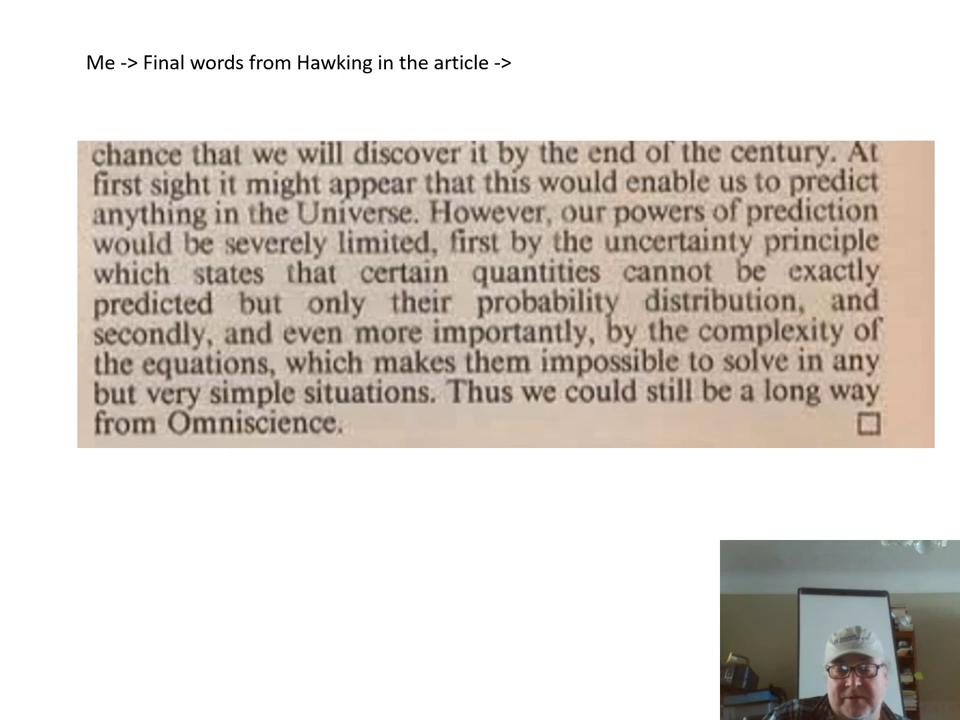 Me -> Final words from Hawking in the article ->
chance that we will discover it by the end of the century. At
first sight it might appear that this would enable us to predict
anything in the Universe. However, our powers of prediction
would be severely limited, first by the uncertainty principle
which states that certain quantities cannot be exactly
predicted but only their probability distribution, and
secondly, and even more importantly, by the complexity of
the equations, which makes them impossible to solve in any
but very simple situations. Thus we could still be a long way
from Omniscience.